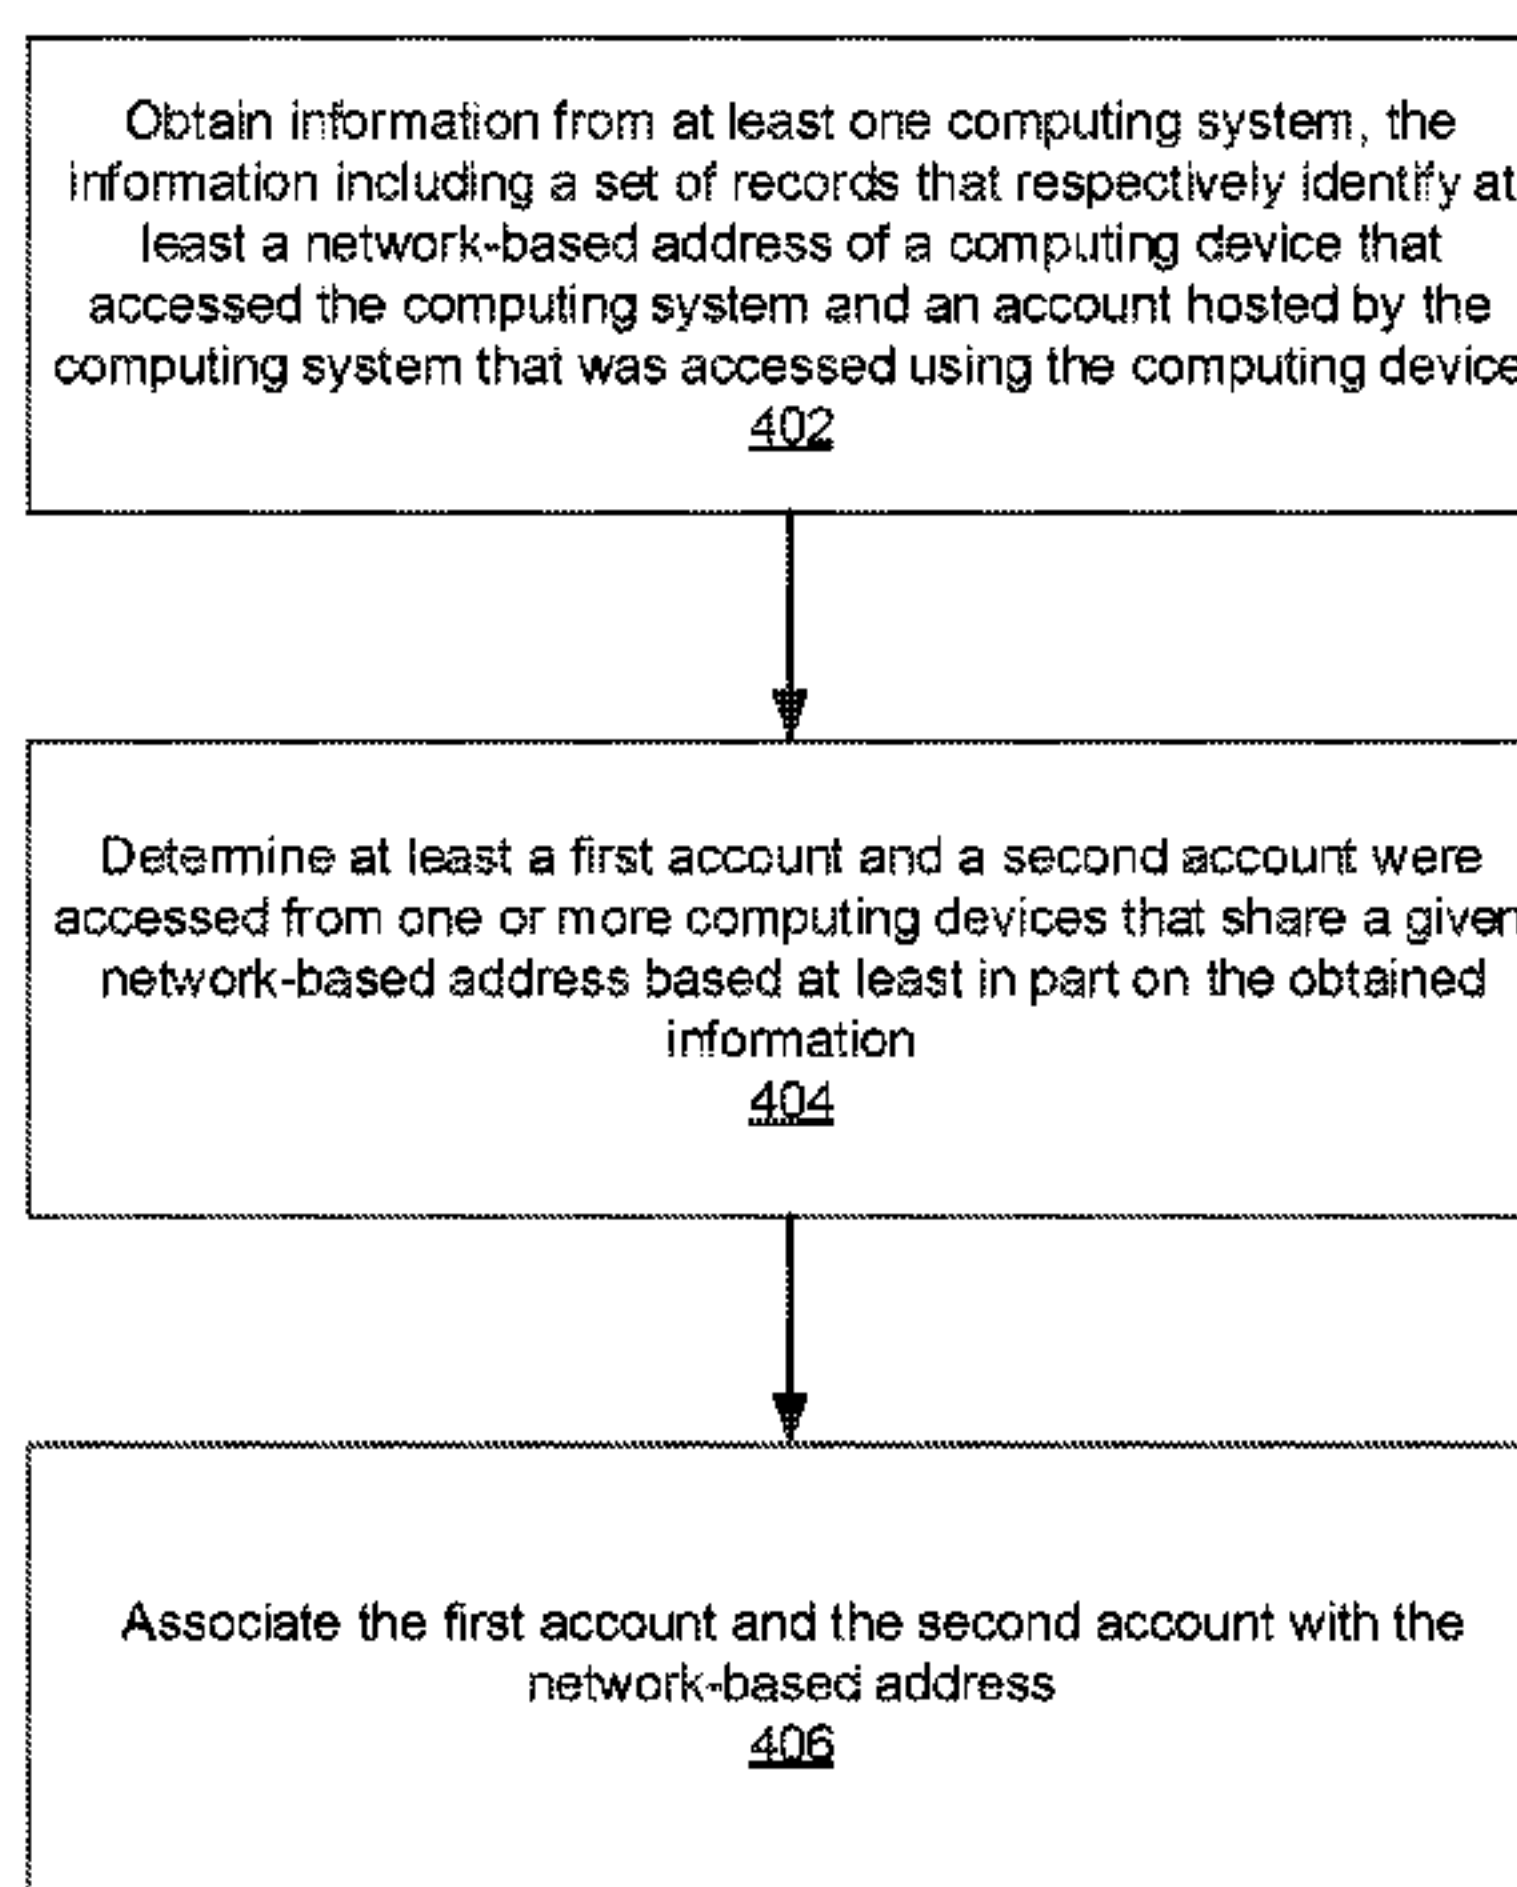 Obtain information from at least one computing system, the
information including a set of records that respectively identify at
least a network-based address of a computing device that
accessed the computing system and an account hosted by the
computing system that was accessed using the computing device
402
Determine at least a first account and a second account were
accessed from one or more computing devices that share a given
network-based address based at least in part on the obtained
information
404
Associate the first account and the second account with the
network-based address
406